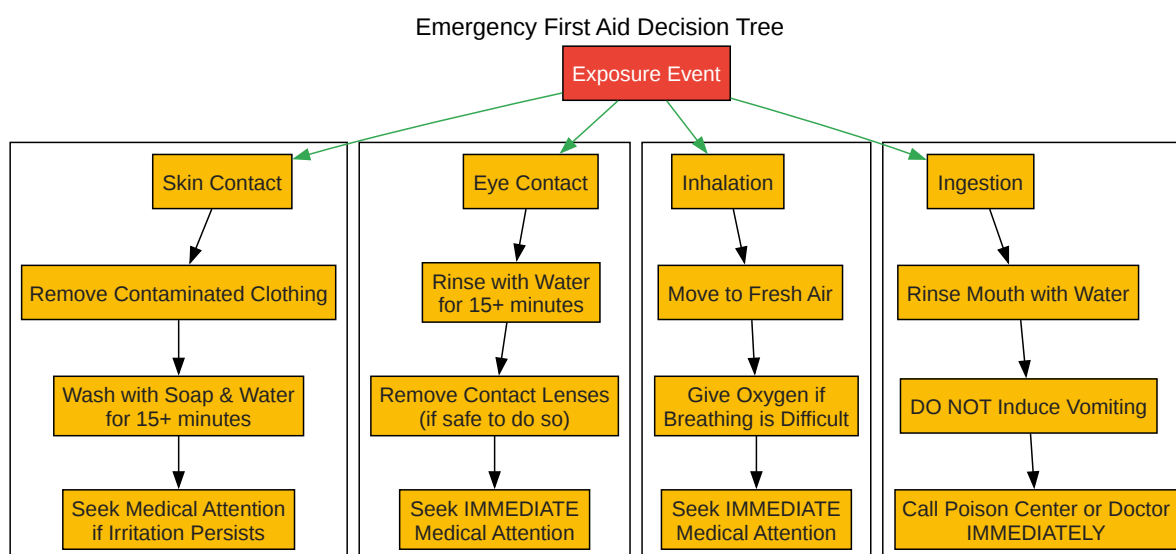 Emergency First Aid Decision Tree
Exposure Event
Skin Contact
Remove Contaminated Clothing
Wash with Soap & Water
for 15+ minutes
Seek Medical Attention
if Irritation Persists
Eye Contact
Rinse with Water
for 15+ minutes
Remove Contact Lenses
(if safe to do so)
Seek IMMEDIATE
Medical Attention
Inhalation
Move to Fresh Air
Give Oxygen if
Breathing is Difficult
Seek IMMEDIATE
Medical Attention
Ingestion
Rinse Mouth with Water
DO NOT Induce Vomiting
Call Poison Center or Doctor
IMMEDIATELY